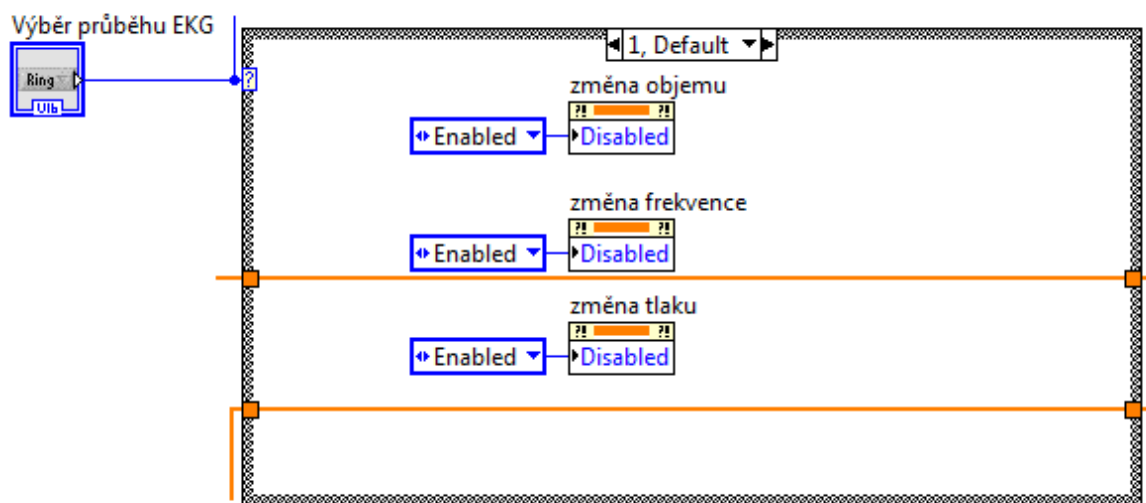 Výběr průběhu EKG
Ring
U16
?
1, Default
změna objemu
?! ?!
Enabled
Disabled
změna frekvence
?! ?!
Enabled
Disabled
změna tlaku
?! ?!
Enabled
Disabled